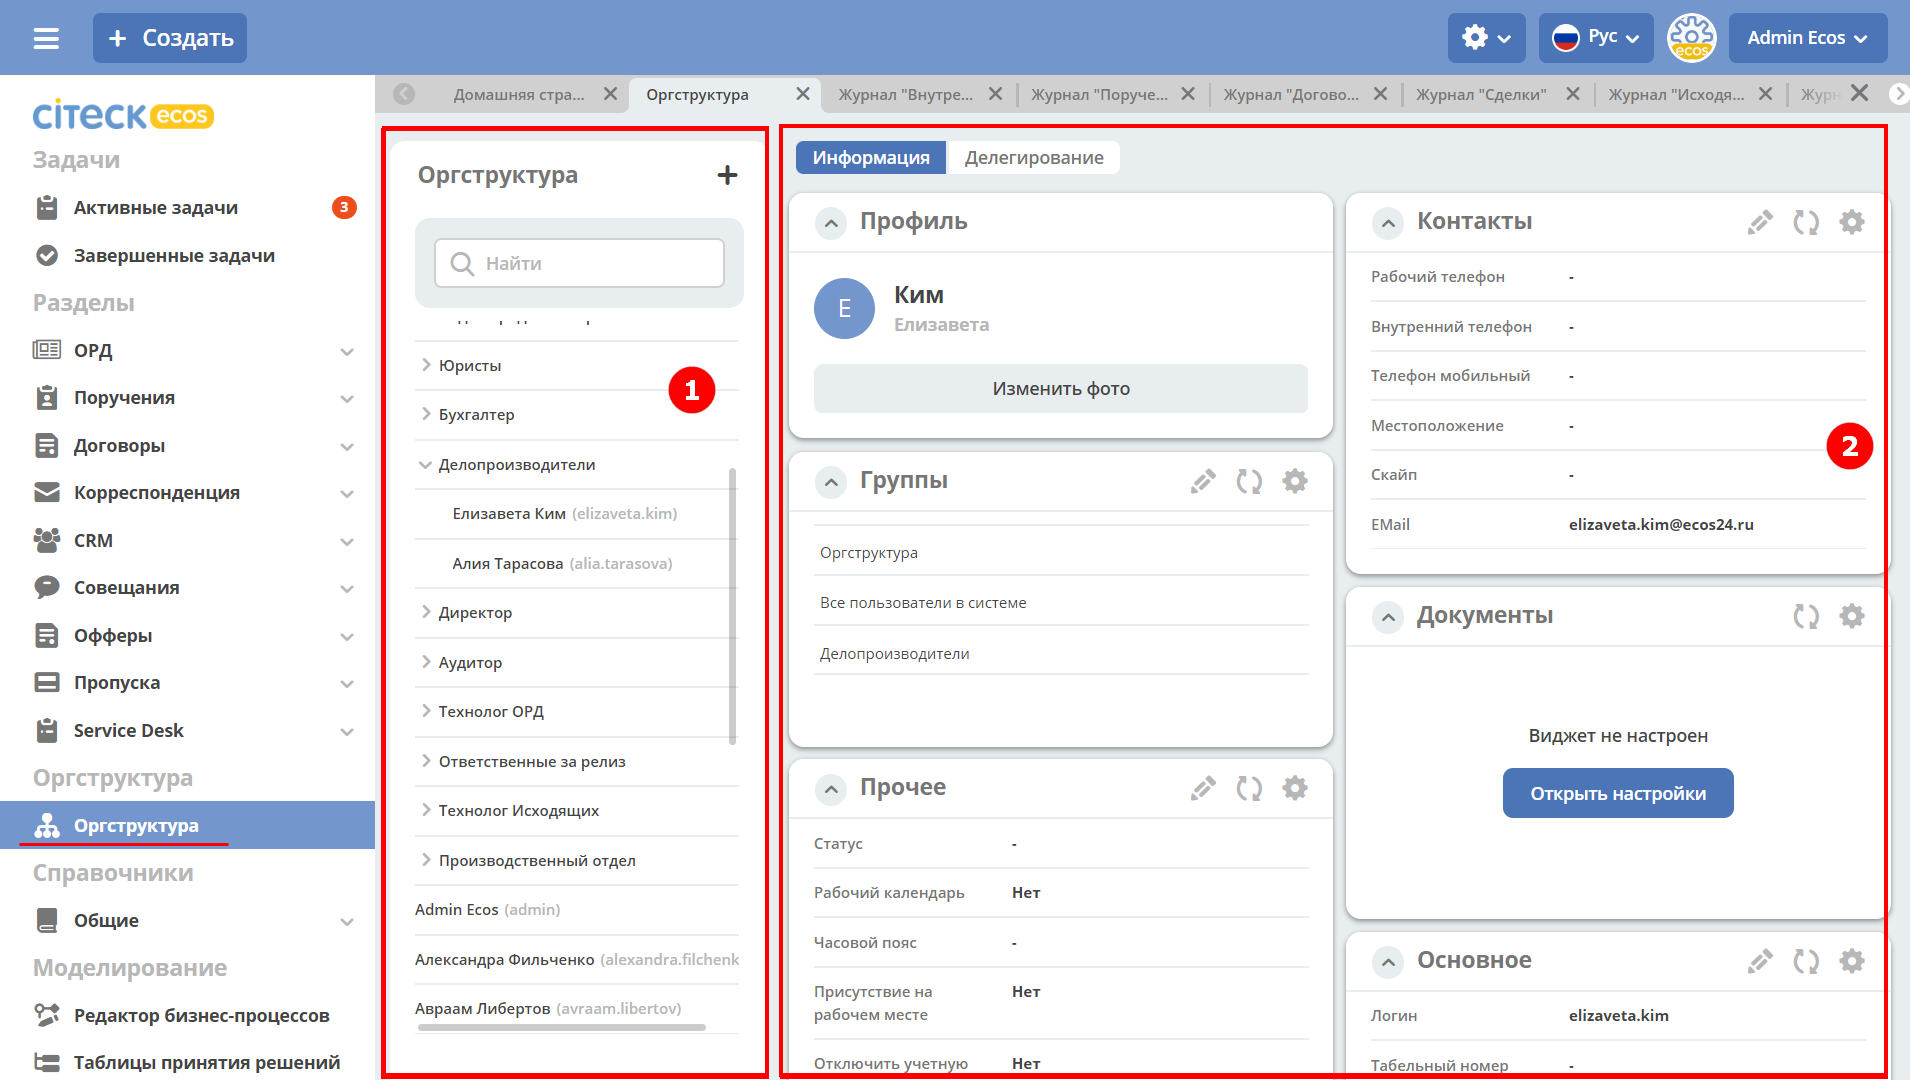 + Создать
Рус
ecos
Admin Ecos
citeck ecos
Задачи
Активные задачи 3
Завершенные задачи
Разделы
ОРД
Поручения
Договоры
Корреспонденция
CRM
Совещания
Офферы
Пропуска
Service Desk
Оргструктура
Оргструктура
Справочники
Общие
Моделирование
Редактор бизнес-процессов
Таблицы принятия решений
Домашняя стра...
Оргструктура
Журнал "Внутре...
Журнал "Поруче...
Журнал "Догово...
Журнал "Сделки"
Журнал "Исходя...
Оргструктура +
Найти
Юристы
1
Бухгалтер
Делопроизводители
Елизавета Ким (elizaveta.kim)
Алия Тарасова (alia.tarasova)
Директор
Аудитор
Технолог ОРД
Ответственные за релиз
Технолог Исходящих
Производственный отдел
Admin Ecos (admin)
Александра Фильченко (alexandra.filchenk
Авраам Либертов (avraam.libertov)
Информация
Делегирование
Профиль
Е
Ким
Елизавета
Изменить фото
Группы
Оргструктура
Все пользователи в системе
Делопроизводители
Прочее
Статус -
Рабочий календарь Нет
Часовой пояс -
Присутствие на Нет
рабочем месте
Отключить учетную Нет
Контакты
Рабочий телефон -
Внутренний телефон -
Телефон мобильный -
Местоположение -
2
Скайп -
EMail elizaveta.kim@ecos24.ru
Документы
Виджет не настроен
Открыть настройки
Основное
Логин elizaveta.kim
Табельный номер -